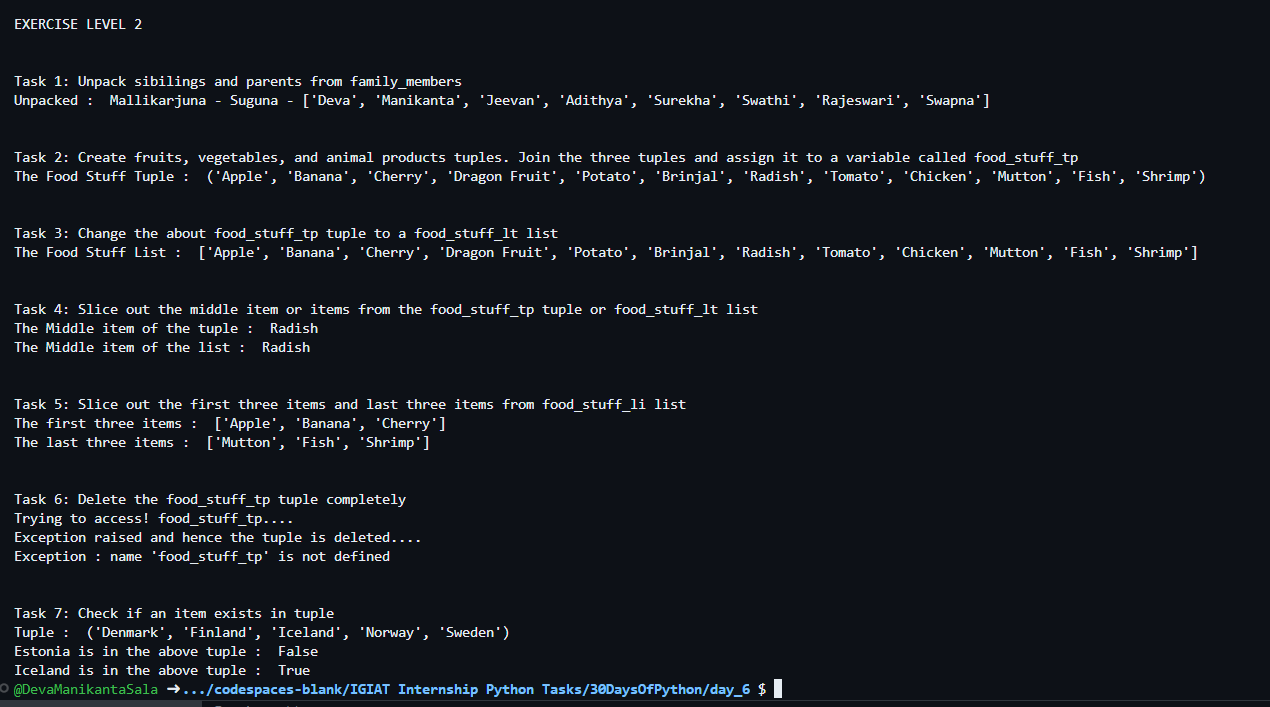 EXERCISE LEVEL 2
Task 1: Unpack sibilings and parents from family_members
Unpacked :  Mallikarjuna - Suguna - ['Deva', 'Manikanta', 'Jeevan', 'Adithya', 'Surekha', 'Swathi', 'Rajeswari', 'Swapna']
Task 2: Create fruits, vegetables, and animal products tuples. Join the three tuples and assign it to a variable called food_stuff_tp
The Food Stuff Tuple :  ('Apple', 'Banana', 'Cherry', 'Dragon Fruit', 'Potato', 'Brinjal', 'Radish', 'Tomato', 'Chicken', 'Mutton', 'Fish', 'Shrimp')
Task 3: Change the about food_stuff_tp tuple to a food_stuff_lt list
The Food Stuff List :  ['Apple', 'Banana', 'Cherry', 'Dragon Fruit', 'Potato', 'Brinjal', 'Radish', 'Tomato', 'Chicken', 'Mutton', 'Fish', 'Shrimp']
Task 4: Slice out the middle item or items from the food_stuff_tp tuple or food_stuff_lt list
The Middle item of the tuple :  Radish
The Middle item of the list :  Radish
Task 5: Slice out the first three items and last three items from food_stuff_li list
The first three items :  ['Apple', 'Banana', 'Cherry']
The last three items :  ['Mutton', 'Fish', 'Shrimp']
Task 6: Delete the food_stuff_tp tuple completely
Trying to access! food_stuff_tp....
Exception raised and hence the tuple is deleted....
Exception : name 'food_stuff_tp' is not defined
Task 7: Check if an item exists in tuple
Tuple :  ('Denmark', 'Finland', 'Iceland', 'Norway', 'Sweden')
Estonia is in the above tuple :  False
Iceland is in the above tuple :  True
@DevaManikantaSala ➜.../codespaces-blank/IGIAT Internship Python Tasks/30DaysOfPython/day_6 $